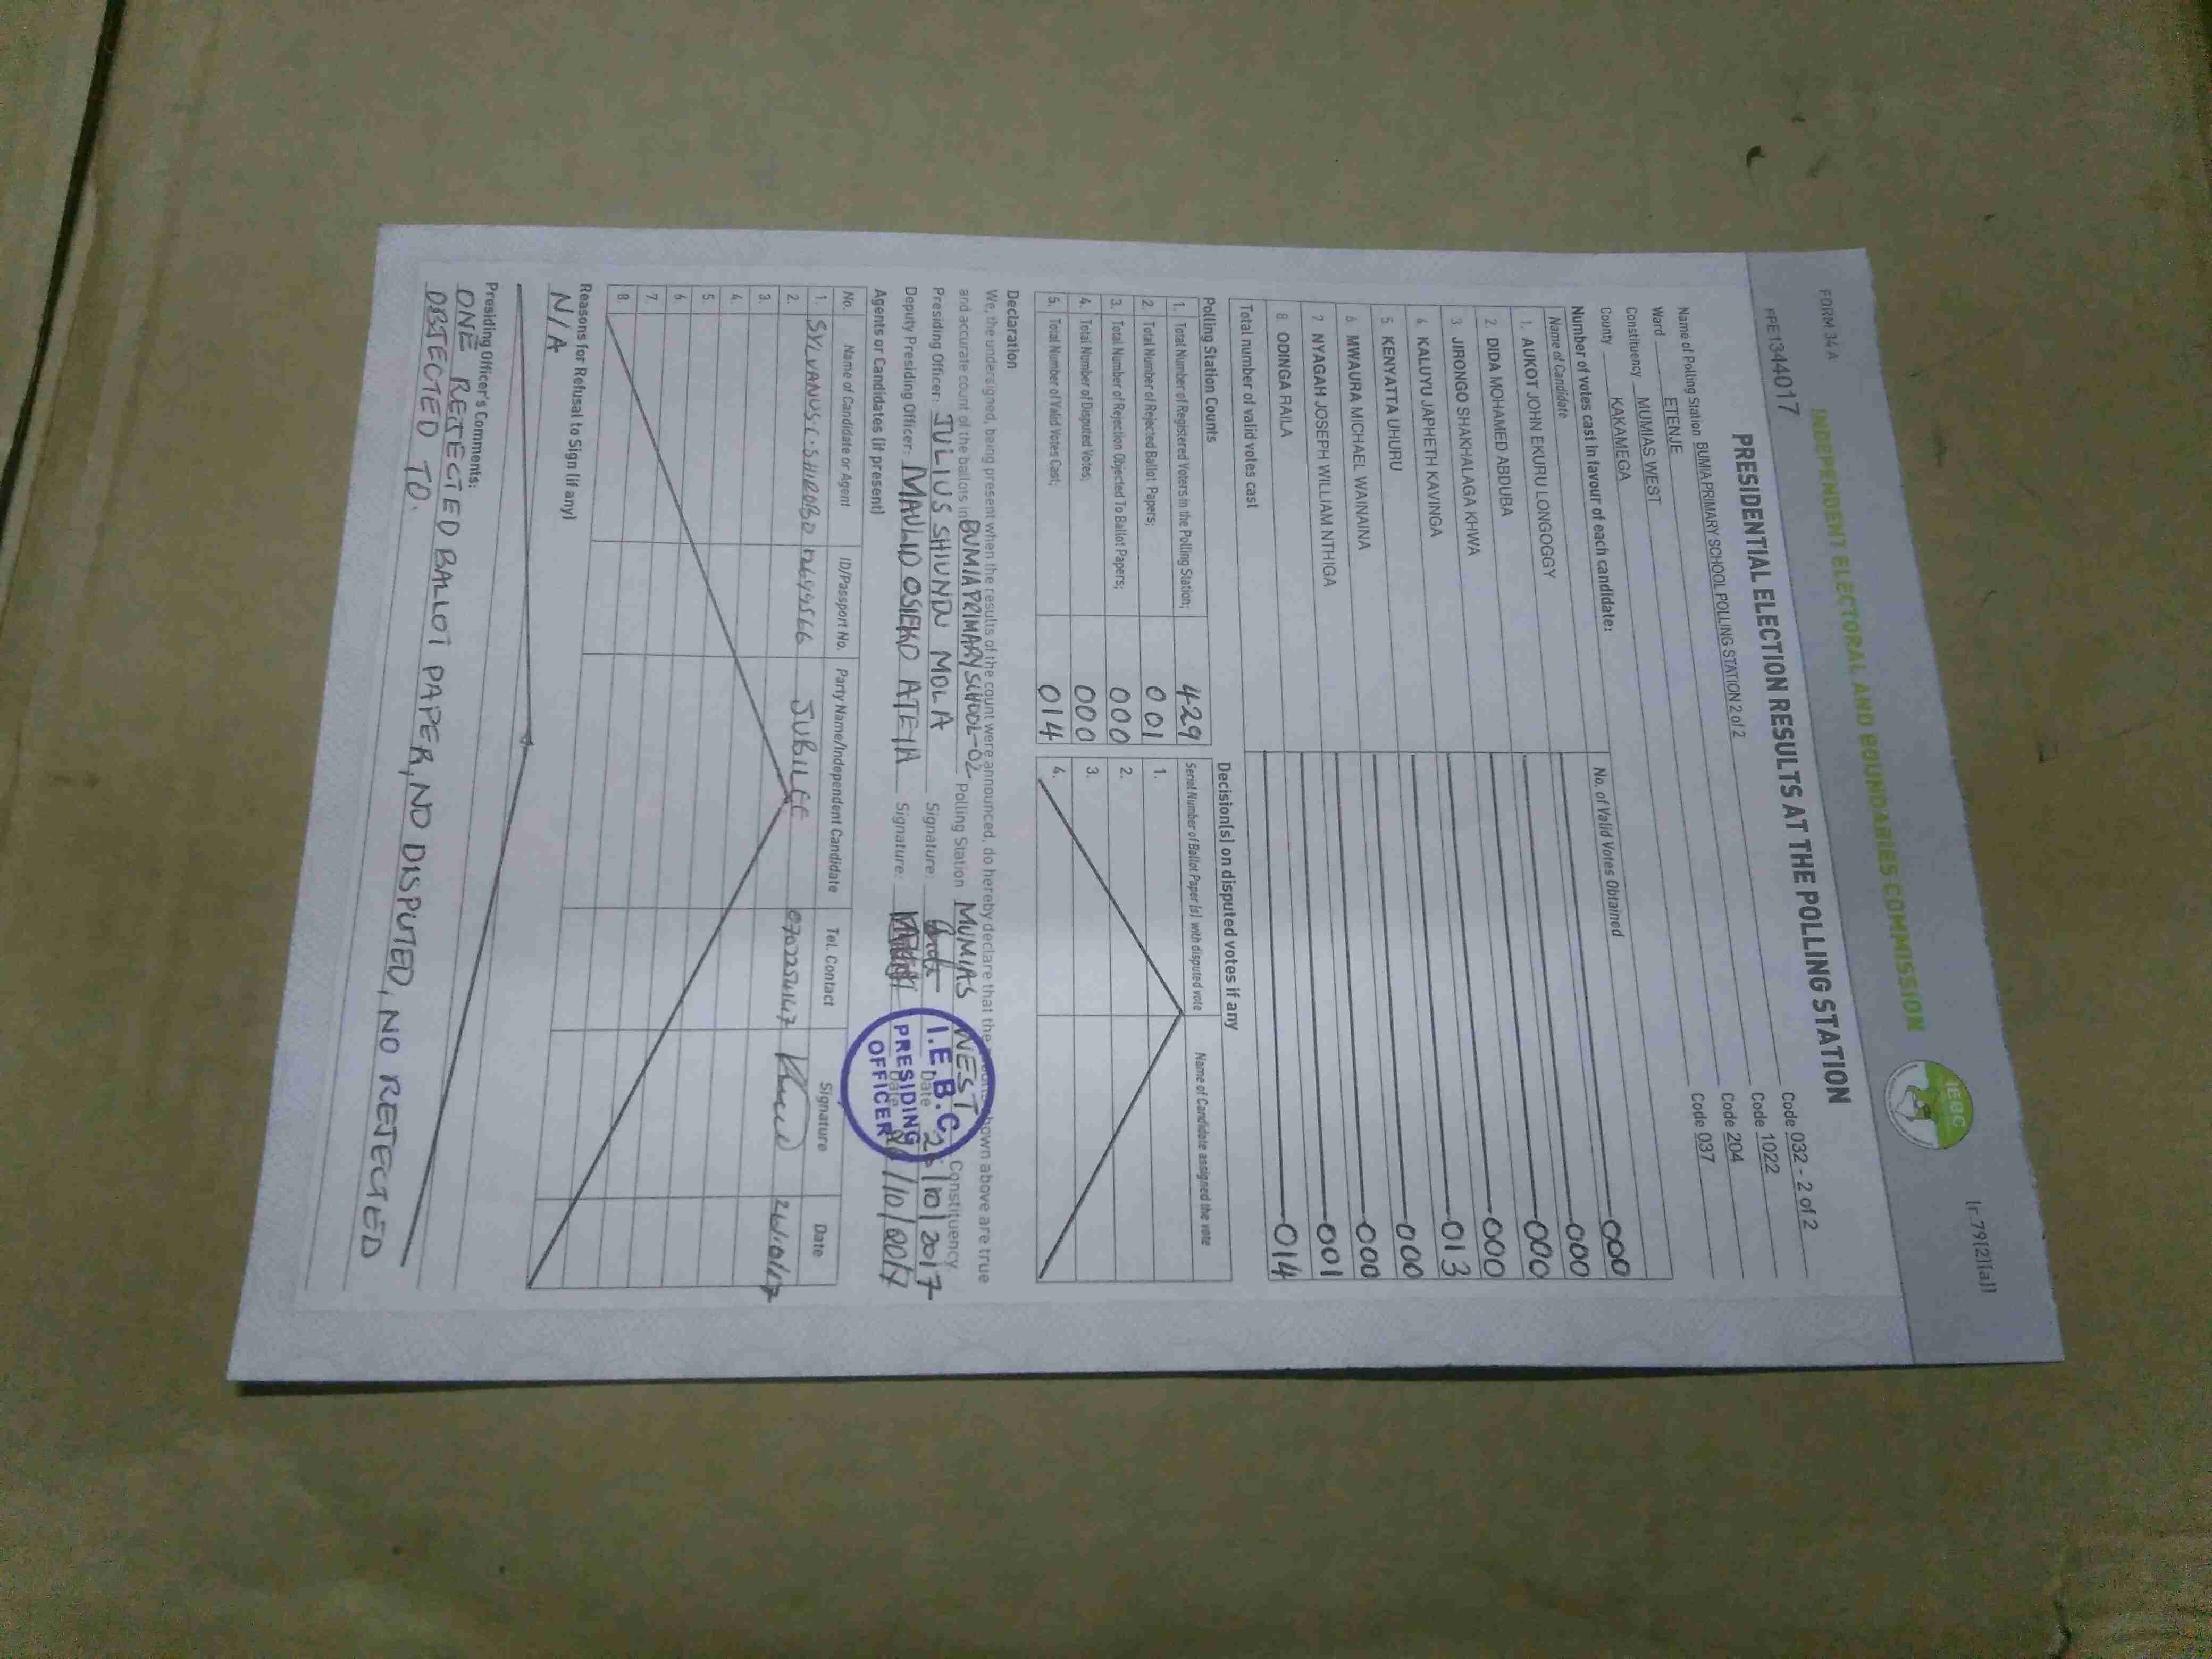 FORM 34 A
(r.79(2)(a))
INDEPENDENT ELECTORAL AND BOUNDARIES COMMISSION
IEBC
PRE1344017
PRESIDENTIAL ELECTION RESULTS AT THE POLLING STATION
Name of Polling Station BUMIA PRIMARY SCHOOL POLLING STATION 2 of 2 Code 032 - 2 of 2
Ward ETENJE Code 1022
Constituency MUMIAS WEST Code 204
County KAKAMEGA Code 037
Number of votes cast in favour of each candidate:
Name of Candidate No. of Valid Votes Obtained
1. AUKOT JOHN EKURU LONGOGGY 000
2 DIDA MOHAMED ABDUBA 000
3 JIRONGO SHAKHALAGA KHWA 000
4 KALUYU JAPHETH KAVINGA 000
5 KENYATTA UHURU 013
6 MWAURA MICHAEL WAINAINA 000
7 NYAGAH JOSEPH WILLIAM NTHIGA 000
8 ODINGA RAILA 001
Total number of valid votes cast 014
Polling Station Counts
1. Total Number of Registered Voters in the Polling Station; 429
2. Total Number of Rejected Ballot Papers; 001
3. Total Number of Rejection Objected To Ballot Papers; 000
4. Total Number of Disputed Votes; 000
5. Total Number of Valid Votes Cast; 014
Decision(s) on disputed votes if any
Serial Number of Ballot Paper (s) with disputed vote Name of Candidate assigned the vote
1.
2.
3.
4.
Declaration
We, the undersigned, being present when the results of the count were announced, do hereby declare that the results shown above are true
and accurate count of the ballots in BUMIA PRIMARY SCHOOL-02 Polling Station MUMIAS WEST Constituency
Presiding Officer: JULIUS SHIUNDU MOLA Signature: Date 26/10/2017
Deputy Presiding Officer: MAULID OSIEKO ATETA Signature: Date 26/10/2017
I.E.B.C.
PRESIDING
OFFICER
Agents or Candidates (if present)
No. Name of Candidate or Agent ID/Passport No. Party Name/Independent Candidate Tel. Contact Signature Date
1. SYLVANUS JUBILEE
2.
3.
4.
5.
6.
7.
8.
Reasons for Refusal to Sign (if any)
N/A
Presiding Officer's Comments:
ONE REJECTED BALLOT PAPER, NO DISPUTED, NO REJECTED
OBJECTED TO.